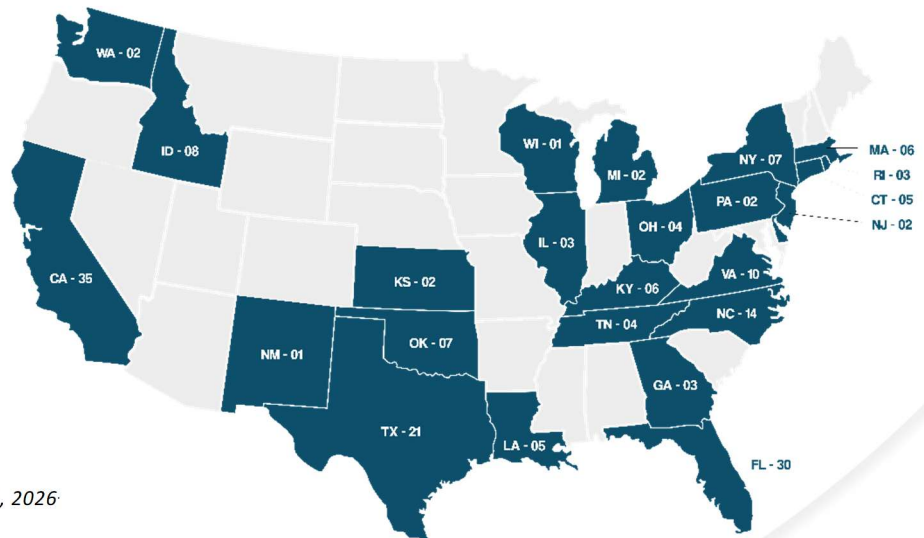 WA - 02
ID - 08
CA - 35
NM - 01
KS - 02
OK - 07
TX - 21
LA - 05
WI - 01
MI - 02
IL - 03
OH - 04
KY - 06
TN - 04
NY - 07
PA - 02
VA - 10
NC - 14
GA - 03
FL - 30
MA - 06
RI - 03
CT - 05
NJ - 02
, 2026